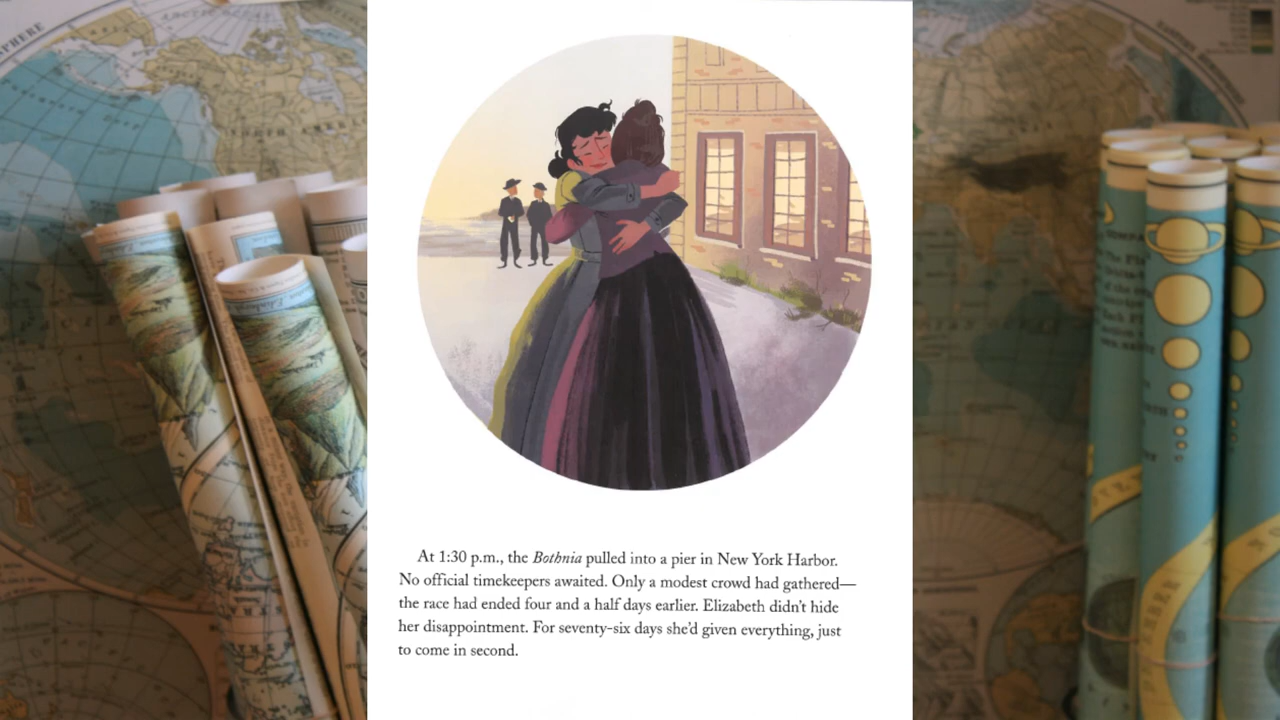 At 1:30 p.m., the Bothnia pulled into a pier in New York Harbor.
No official timekeepers awaited. Only a modest crowd had gathered—
the race had ended four and a half days earlier. Elizabeth didn't hide
her disappointment. For seventy-six days she'd given everything, just
to come in second.